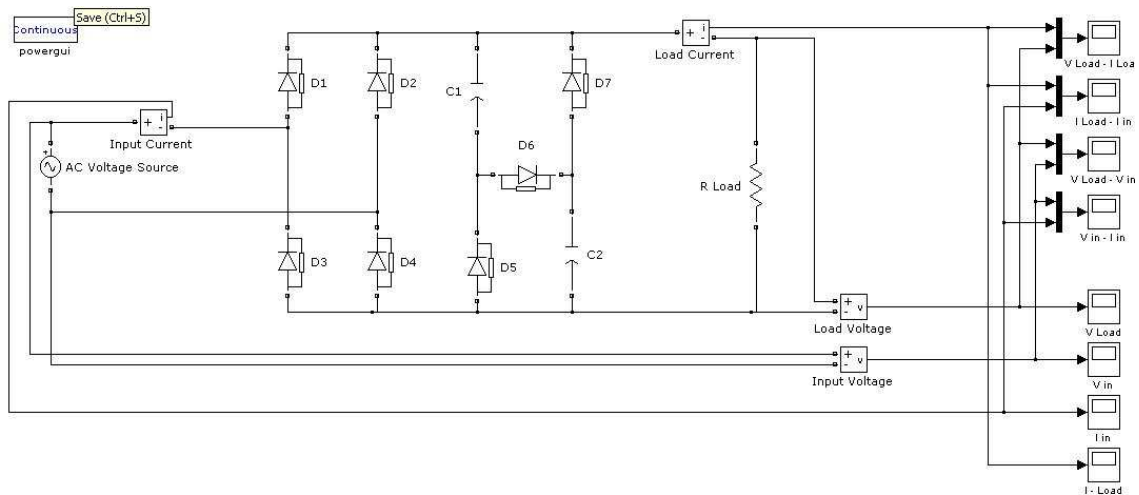 Save (Ctrl+S)
Continuous
powergui
Input Current
AC Voltage Source
D1
D2
C1
D7
D6
D3
D4
D5
C2
Load Current
R Load
Load Voltage
Input Voltage
V Load - I Loa
I Load - I in
V Load - V in
V in - I in
V Load
V in
I in
I - Load
i
+
-
i
+
-
+
+
-
v
+
-
v